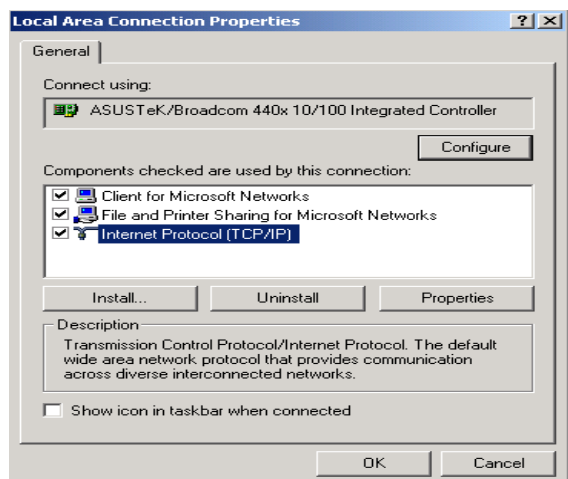 Local Area Connection Properties
General
Connect using:
ASUSTeK/Broadcom 440x 10/100 Integrated Controller
Configure
Components checked are used by this connection:
Client for Microsoft Networks
File and Printer Sharing for Microsoft Networks
Internet Protocol (TCP/IP)
Install... Uninstall Properties
Description
Transmission Control Protocol/Internet Protocol. The default
wide area network protocol that provides communication
across diverse interconnected networks.
Show icon in taskbar when connected
OK Cancel